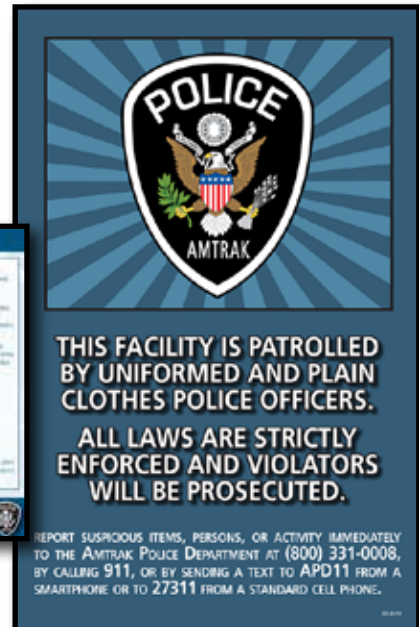 POLICE
AMTRAK
THIS FACILITY IS PATROLLED
BY UNIFORMED AND PLAIN
CLOTHES POLICE OFFICERS.
ALL LAWS ARE STRICTLY
ENFORCED AND VIOLATORS
WILL BE PROSECUTED.
REPORT SUSPICIOUS ITEMS, PERSONS, OR ACTIVITY IMMEDIATELY
TO THE AMTRAK POLICE DEPARTMENT AT (800) 331-0008,
BY CALLING 911, OR BY SENDING A TEXT TO APD11 FROM A
SMARTPHONE OR TO 27311 FROM A STANDARD CELL PHONE.